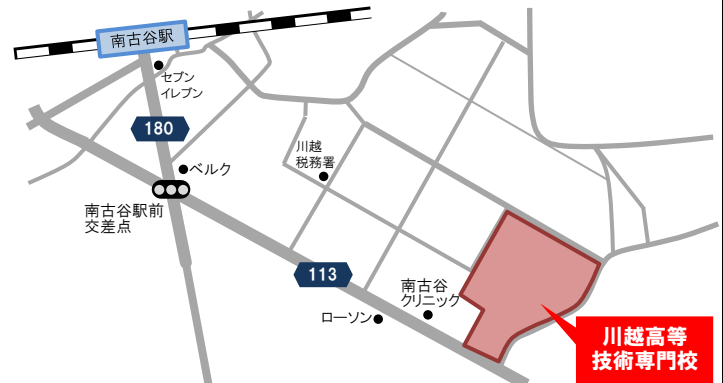 南古谷駅
セブン
イレブン
180
川越
税務署
ベルク
南古谷駅前
交差点
113
南古谷
クリニック
ローソン
川越高等
技術専門校